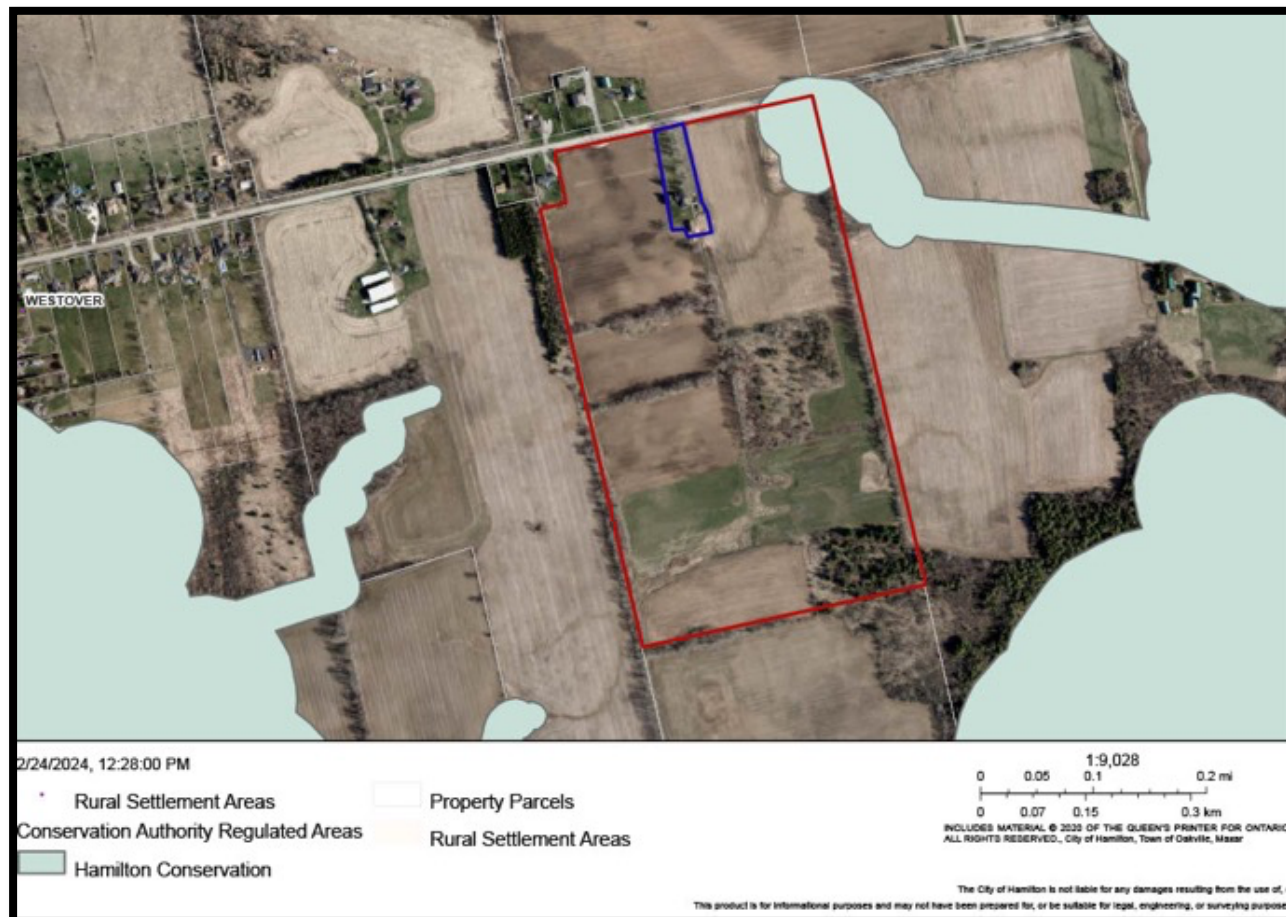 WESTOVER
2/24/2024, 12:28:00 PM
Rural Settlement Areas
Conservation Authority Regulated Areas
Hamilton Conservation
Property Parcels
Rural Settlement Areas
1:9,028
0 0.05 0.1 0.2 mi
0 0.07 0.15 0.3 km
INCLUDES MATERIAL © 2023 OF THE QUEEN'S PRINTER FOR ONTARIO
ALL RIGHTS RESERVED., City of Hamilton, Town of Oakville, Maxar
The City of Hamilton is not liable for any damages resulting from the use of,
This product is for informational purposes and may not have been prepared for, or be suitable for legal, engineering, or surveying purpose